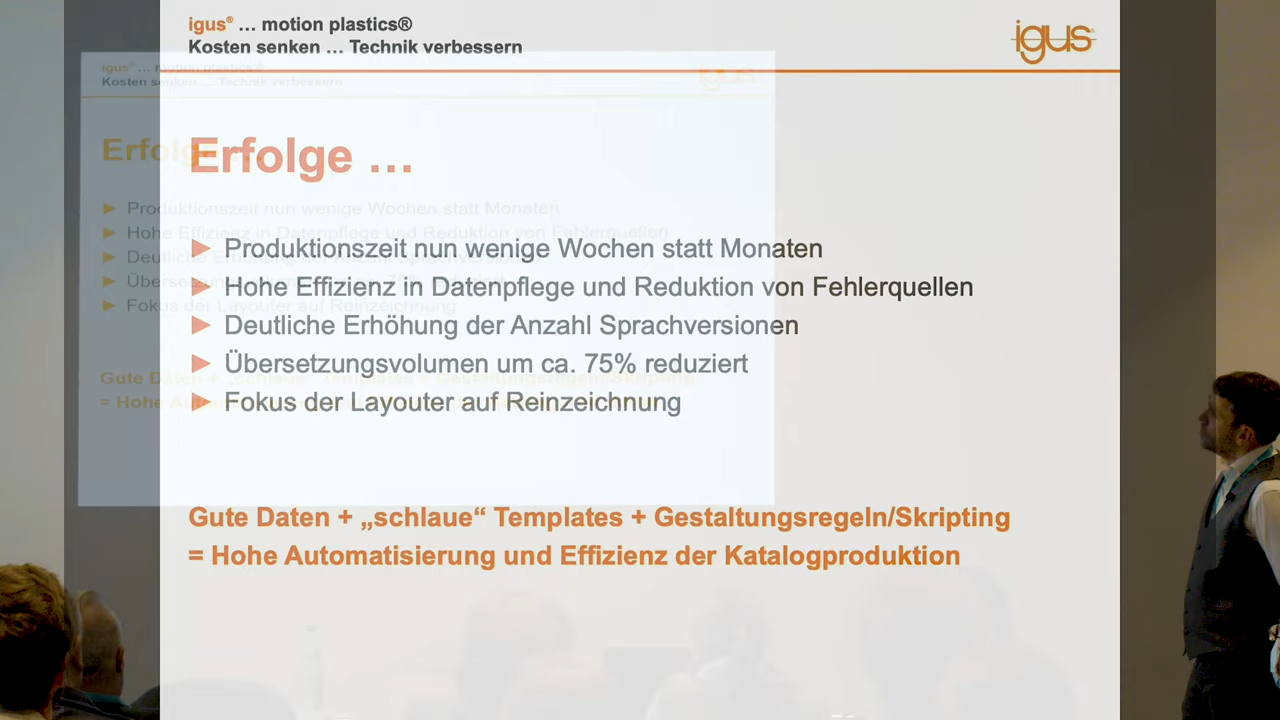 igus® … motion plastics®
Kosten senken … Technik verbessern
igus®
Erfolge …
► Produktionszeit nun wenige Wochen statt Monaten
► Hohe Effizienz in Datenpflege und Reduktion von Fehlerquellen
► Deutliche Erhöhung der Anzahl Sprachversionen
► Übersetzungsvolumen um ca. 75% reduziert
► Fokus der Layouter auf Reinzeichnung
Gute Daten + „schlaue“ Templates + Gestaltungsregeln/Skripting
= Hohe Automatisierung und Effizienz der Katalogproduktion